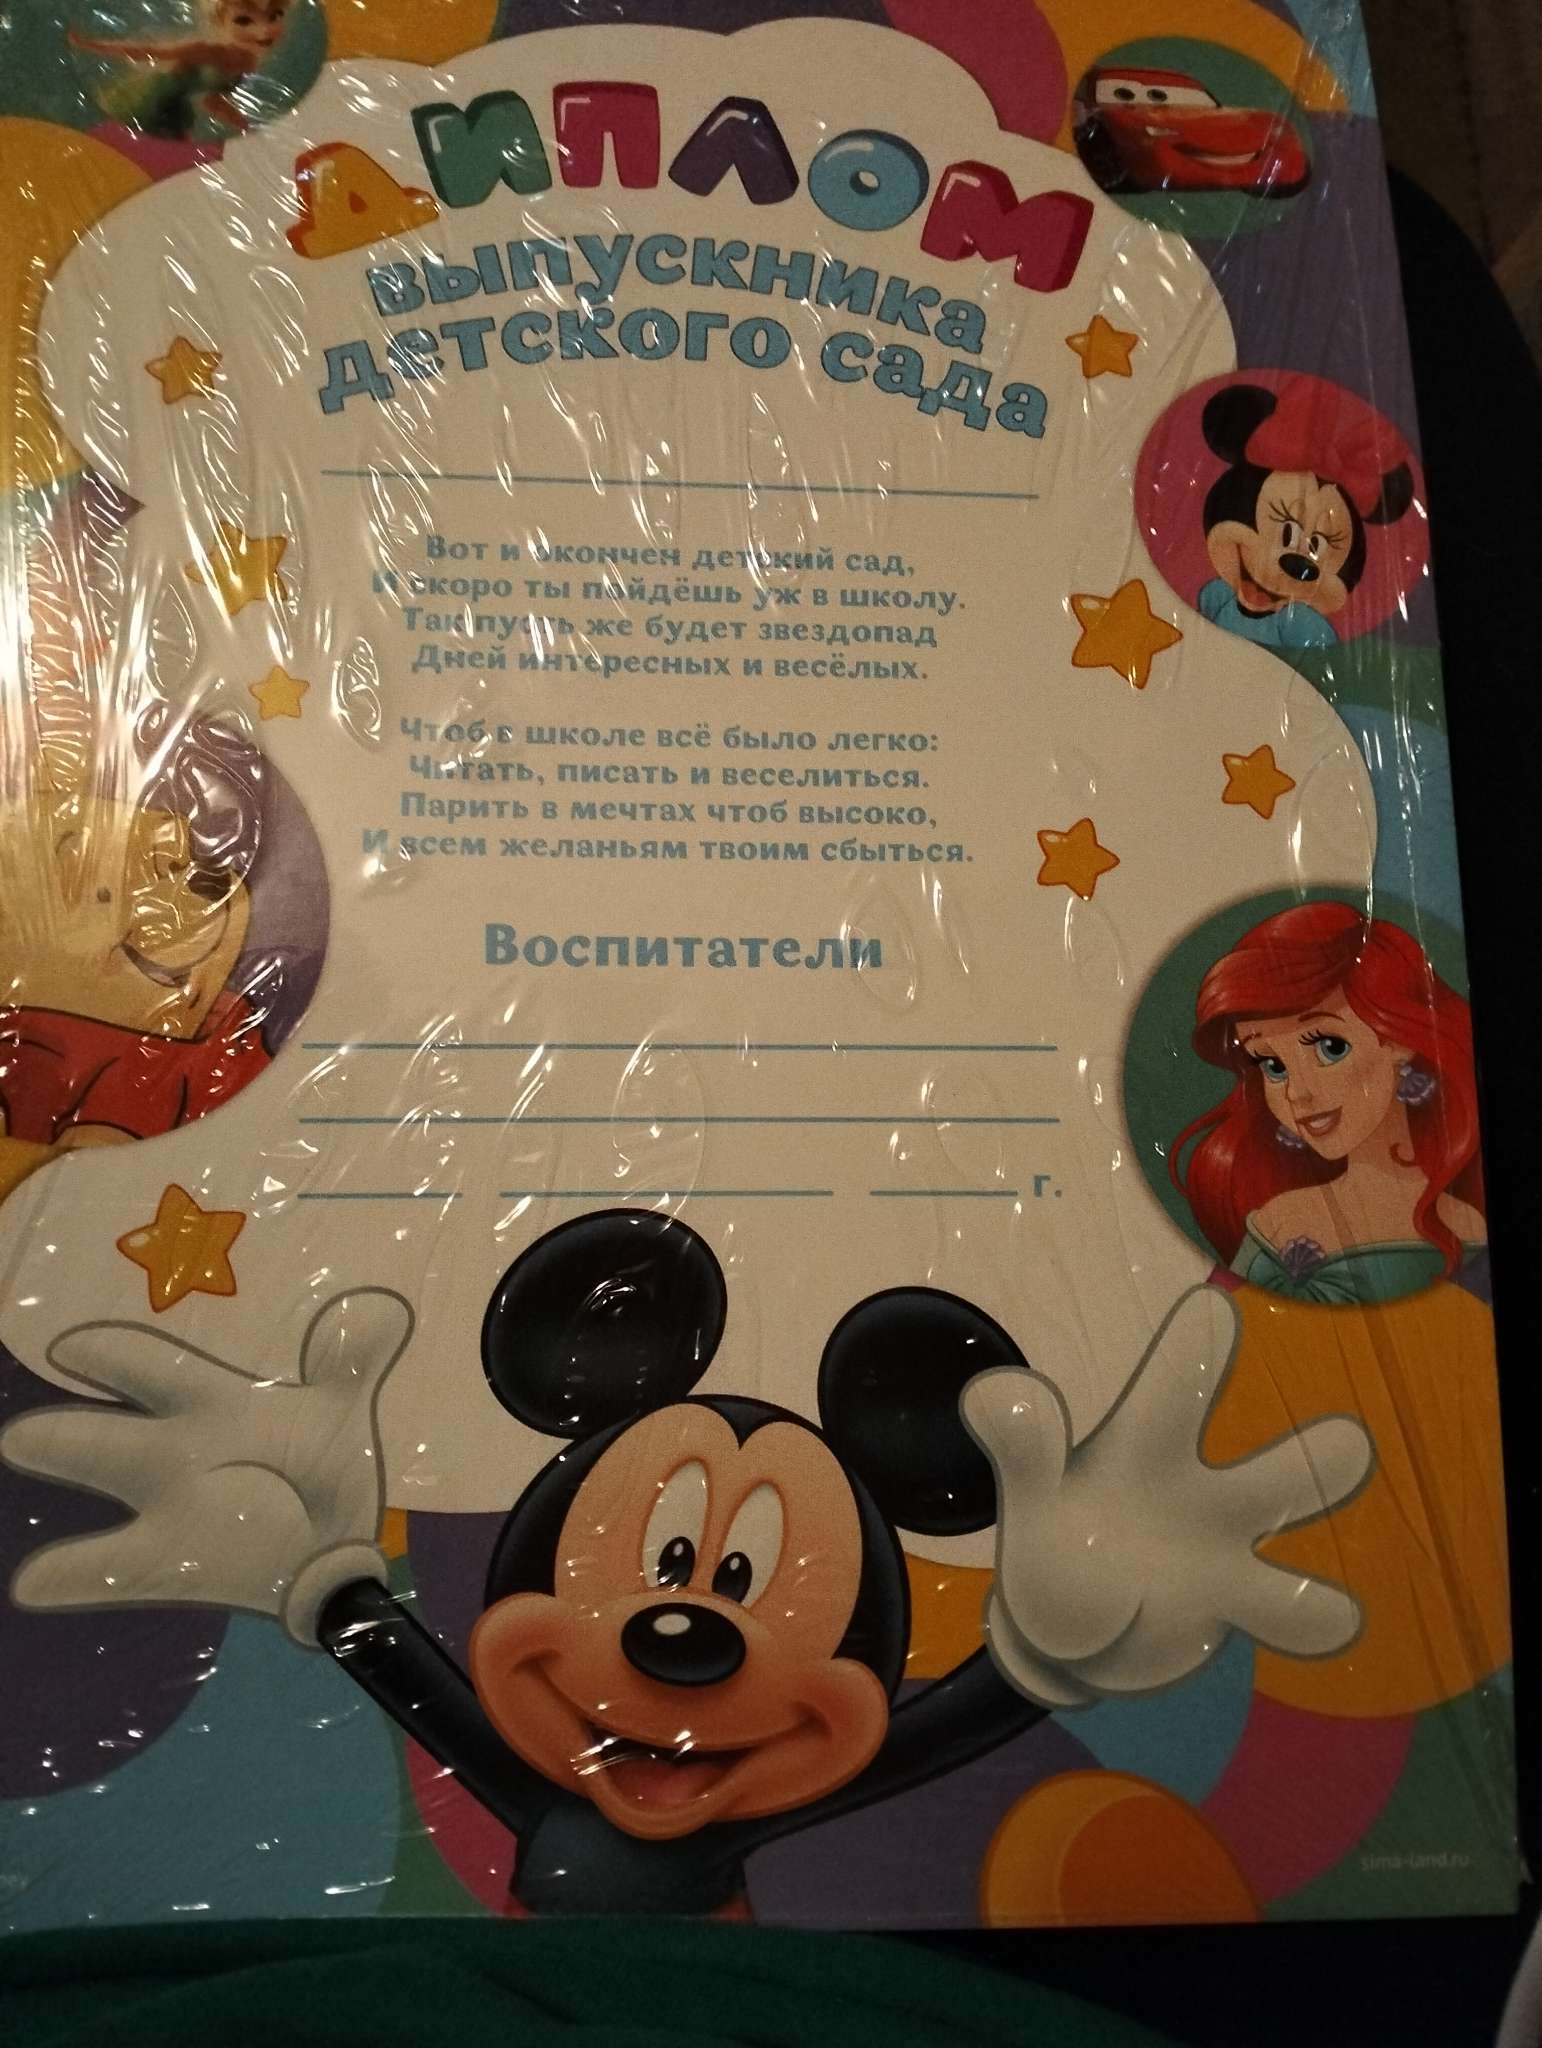 ДИПЛОМ
выпускника
детского сада
Вот и окончен детский сад,
И скоро ты пойдёшь уж в школу.
Так пусть же будет звездопад
Дней интересных и весёлых.
Чтоб в школе всё было легко:
Читать, писать и веселиться.
Парить в мечтах чтоб высоко,
И всем желаньям твоим сбыться.
Воспитатели
г.
sima-land.ru